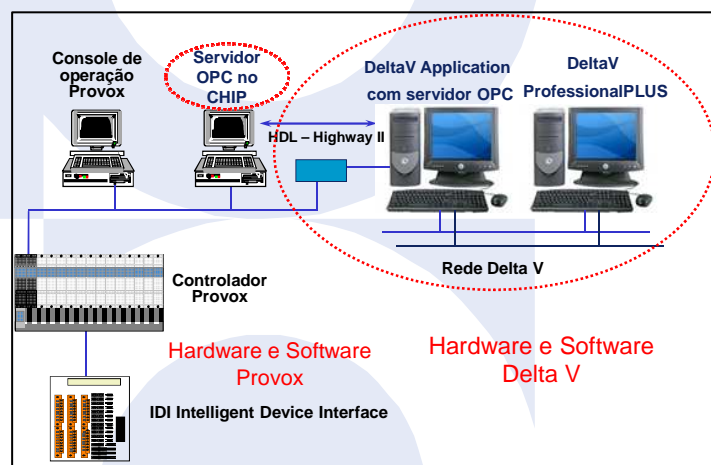 Console de
operação
Provox
Servidor
OPC no
CHIP
DeltaV Application
com servidor OPC
DeltaV
ProfessionalPLUS
HDL – Highway II
Rede Delta V
Controlador
Provox
Hardware e Software
Provox
Hardware e Software
Delta V
IDI Intelligent Device Interface